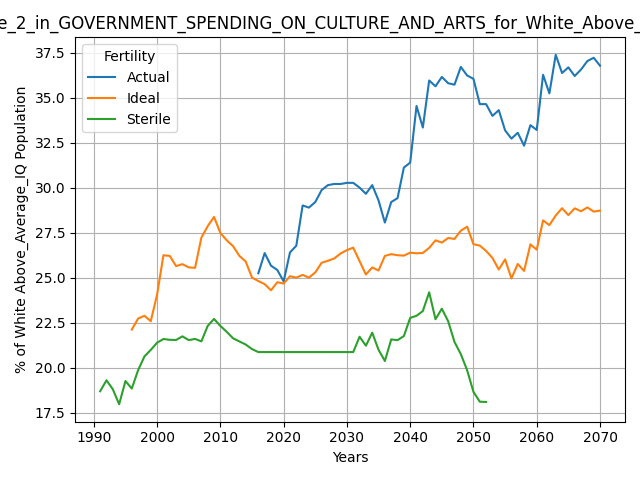 e_2_in_GOVERNMENT_SPENDING_ON_CULTURE_AND_ARTS_for_White_Above_
Fertility
Actual
Ideal
Sterile
% of White Above_Average_IQ Population
37.5
35.0
32.5
30.0
27.5
25.0
22.5
20.0
17.5
1990 2000 2010 2020 2030 2040 2050 2060 2070
Years